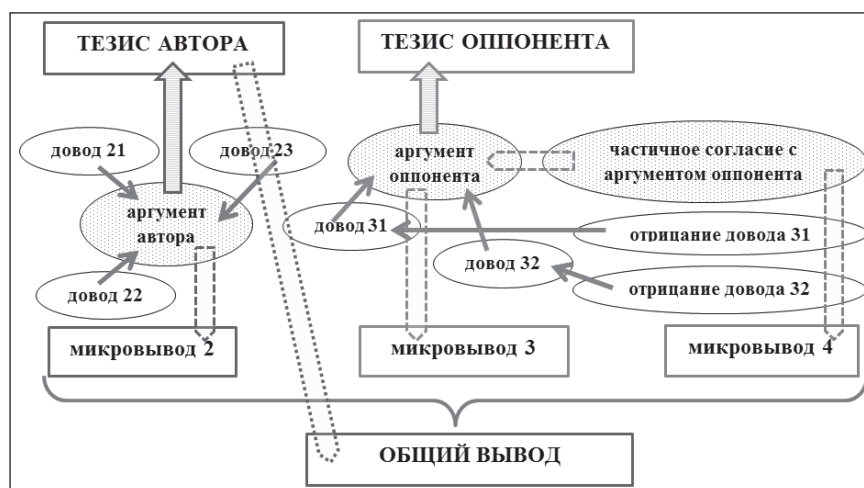 ТЕЗИС АВТОРА
ТЕЗИС ОППОНЕНТА
довод 21
довод 23
аргумент
автора
довод 22
аргумент
оппонента
частичное согласие с
аргументом оппонента
довод 31
отрицание довода 31
довод 32
отрицание довода 32
микровывод 2
микровывод 3
микровывод 4
ОБЩИЙ ВЫВОД